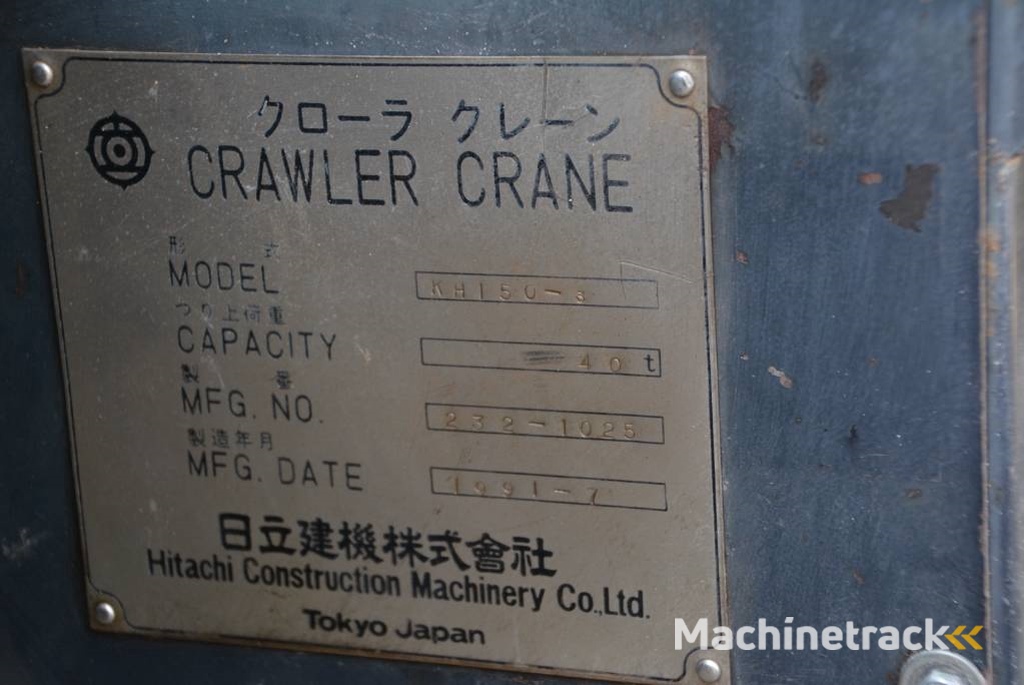 クローラ クレーン
CRAWLER CRANE
形 式
MODEL KH150-3
つり上荷重
CAPACITY 40 t
製 番
MFG. NO. 232-1025
製造年月
MFG. DATE 1991-7
日立建機株式會社
Hitachi Construction Machinery Co.,Ltd.
Tokyo Japan
Machinetrack